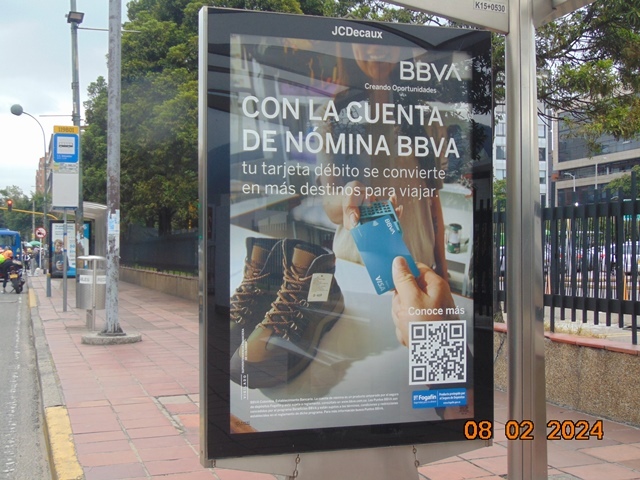 K15+0530
JCDecaux
BBVA
Creando Oportunidades
CON LA CUENTA
DE NÓMINA BBVA
tu tarjeta débito se convierte
en más destinos para viajar.
VISA
Conoce más
Fogafín
08 02 2024